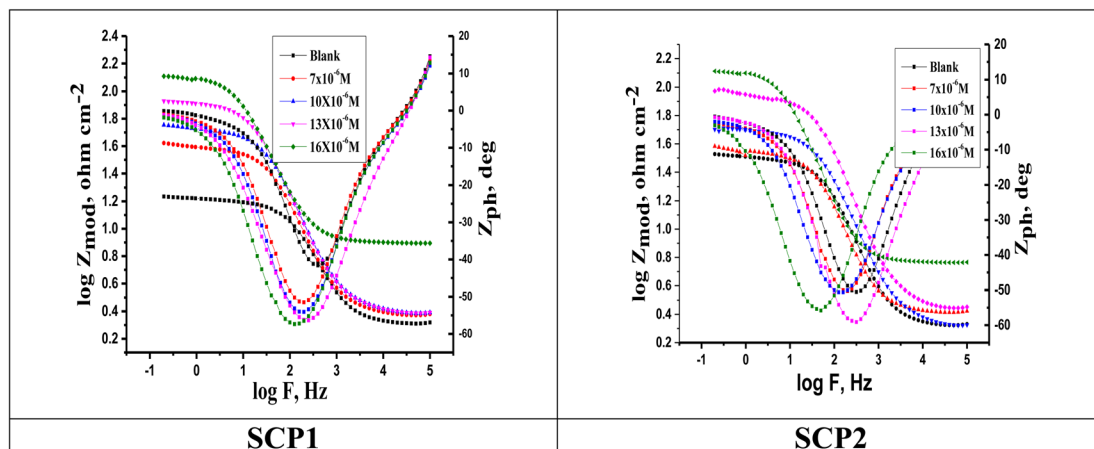 2.4
2.2
2.0
1.8
1.6
1.4
1.2
1.0
0.8
0.6
0.4
0.2
log Z_mod, ohm cm⁻²
-1 0 1 2 3 4 5
log F, Hz
20
10
0
-10
-20
-30
-40
-50
-60
Z_ph, deg
Blank
7x10⁻⁶M
10X10⁻⁶M
13X10⁻⁶M
16X10⁻⁶M
SCP1
2.2
2.0
1.8
1.6
1.4
1.2
1.0
0.8
0.6
0.4
0.2
log Z_mod, ohm cm⁻²
-1 0 1 2 3 4 5
log F, Hz
20
10
0
-10
-20
-30
-40
-50
-60
Z_ph, deg
Blank
7x10⁻⁶M
10x10⁻⁶M
13x10⁻⁶M
16x10⁻⁶M
SCP2